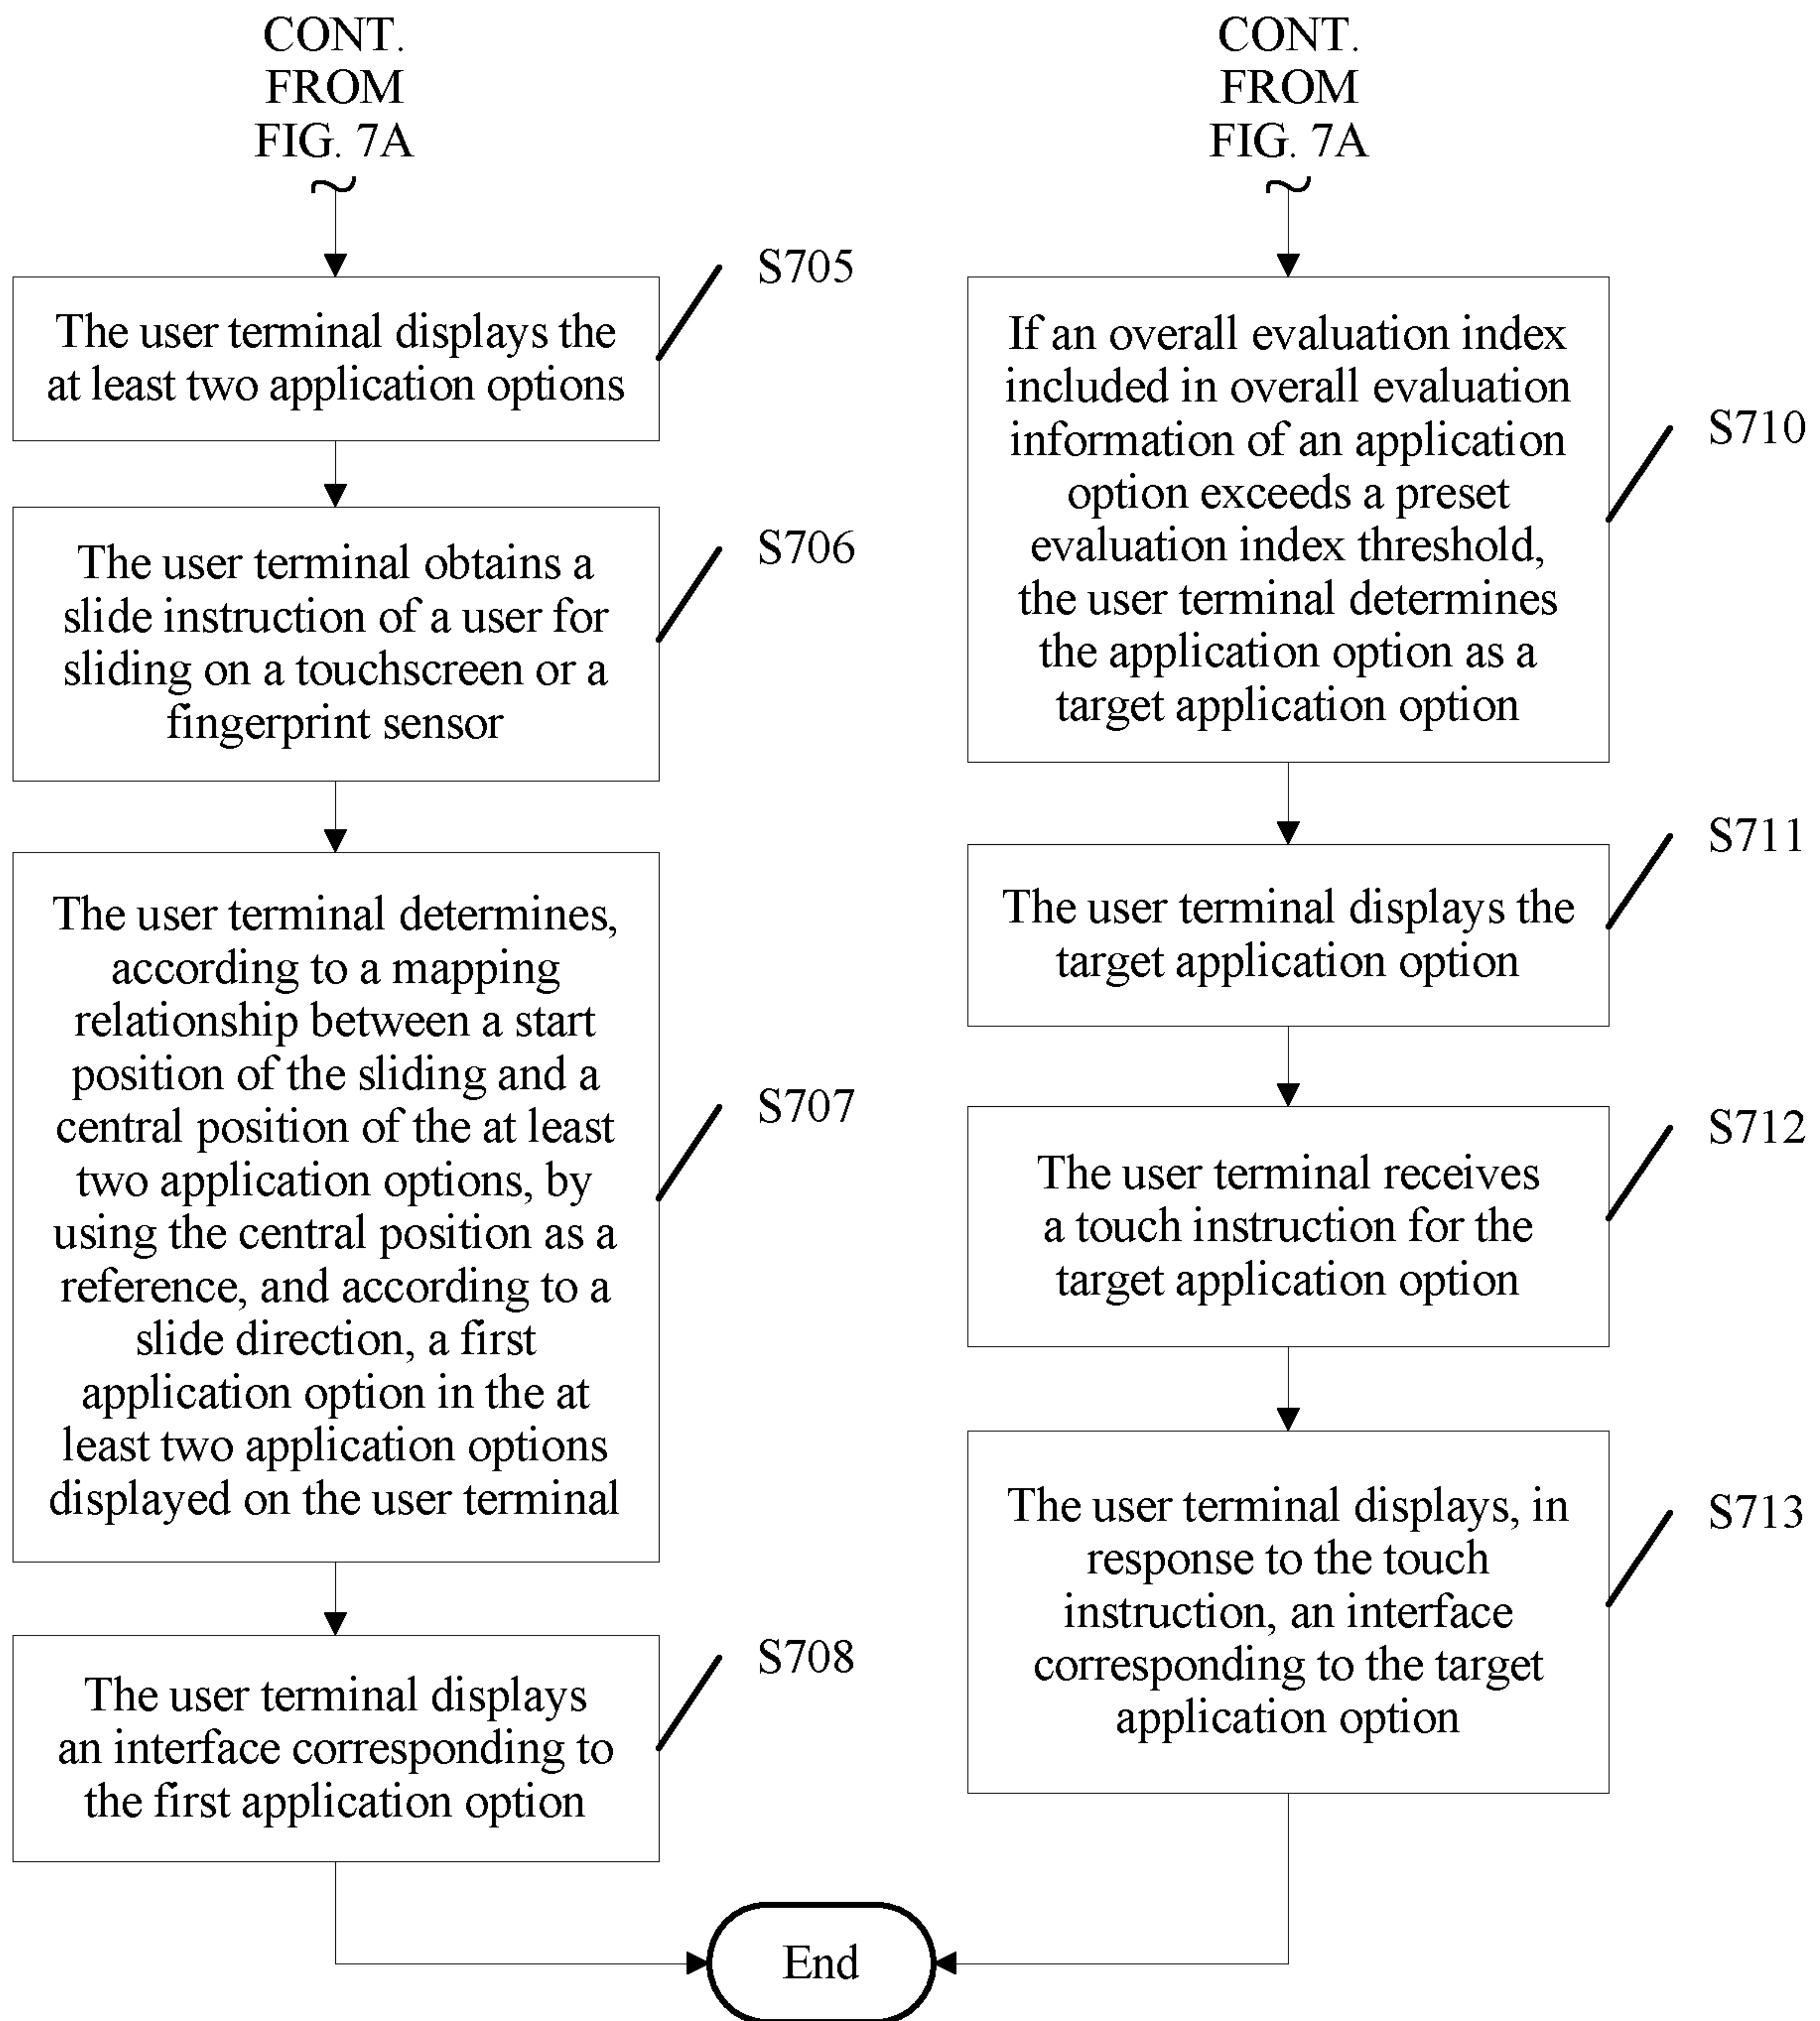 CONT.
FROM
FIG. 7A
S705
The user terminal displays the
at least two application options
S706
The user terminal obtains a
slide instruction of a user for
sliding on a touchscreen or a
fingerprint sensor
The user terminal determines,
according to a mapping
relationship between a start
position of the sliding and a
central position of the at least
two application options, by
using the central position as a
reference, and according to a
slide direction, a first
application option in the at
least two application options
displayed on the user terminal
S707
S708
The user terminal displays
an interface corresponding to
the first application option
CONT.
FROM
FIG. 7A
If an overall evaluation index
included in overall evaluation
information of an application
option exceeds a preset
evaluation index threshold,
the user terminal determines
the application option as a
target application option
S710
S711
The user terminal displays the
target application option
S712
The user terminal receives
a touch instruction for the
target application option
S713
The user terminal displays, in
response to the touch
instruction, an interface
corresponding to the target
application option
End